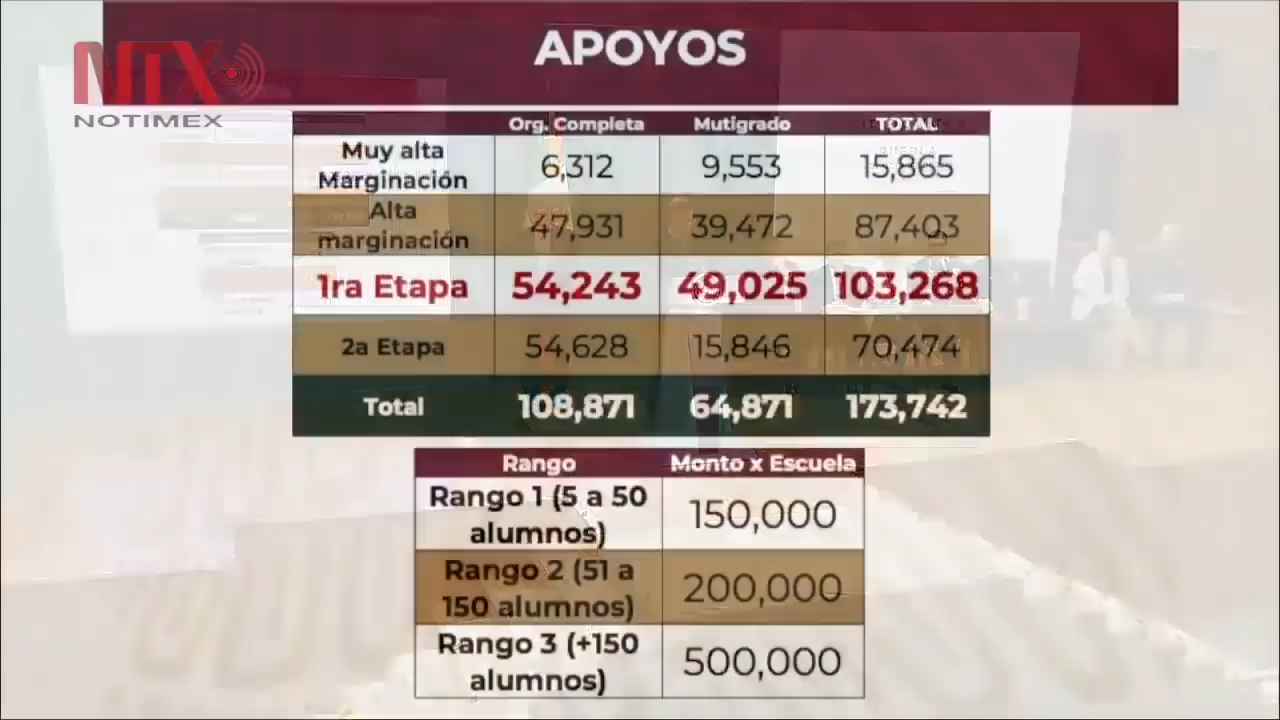 APOYOS
NTX
NOTIMEX
Org. Completa Mutigrado TOTAL
Muy alta
Marginación 6,312 9,553 15,865
Alta
marginación 47,931 39,472 87,403
1ra Etapa 54,243 49,025 103,268
2a Etapa 54,628 15,846 70,474
Total 108,871 64,871 173,742
Rango Monto x Escuela
Rango 1 (5 a 50
alumnos) 150,000
Rango 2 (51 a
150 alumnos) 200,000
Rango 3 (+150
alumnos) 500,000